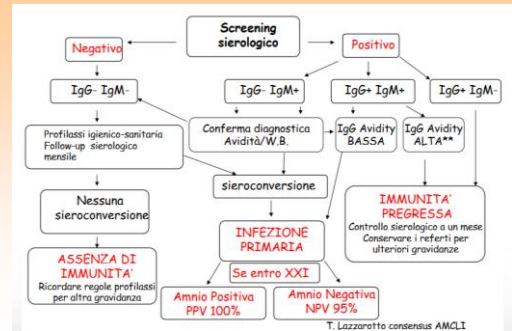 Screening
sierologico
Negativo
Positivo
IgG- IgM-
IgG- IgM+
IgG+ IgM+
IgG+ IgM-
Profilassi igienico-sanitaria
Follow-up sierologico
mensile
Conferma diagnostica
Avidità/W.B.
IgG Avidity
BASSA
IgG Avidity
ALTA**
sieroconversione
Nessuna
sieroconversione
IMMUNITA'
PREGRESSA
Controllo sierologico a un mese
Conservare i referti per
ulteriori gravidanze
INFEZIONE
PRIMARIA
ASSENZA DI
IMMUNITA'
Ricordare regole profilassi
per altra gravidanza
Se entro XXI
Amnio Positiva
PPV 100%
Amnio Negativa
NPV 95%
T. Lazzarotto consensus AMCLI